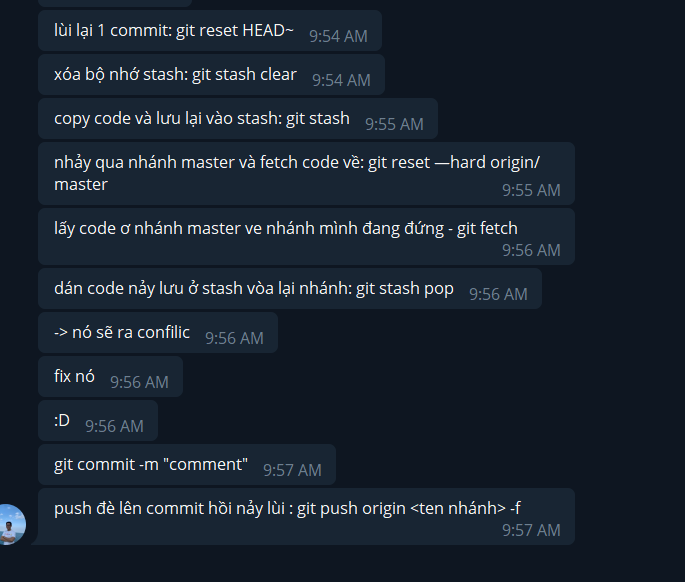 lùi lại 1 commit: git reset HEAD~ 9:54 AM
xóa bộ nhớ stash: git stash clear 9:54 AM
copy code và lưu lại vào stash: git stash 9:55 AM
nhảy qua nhánh master và fetch code về: git reset —hard origin/
master 9:55 AM
lấy code ơ nhánh master ve nhánh mình đang đứng - git fetch
9:56 AM
dán code nảy lưu ở stash vòa lại nhánh: git stash pop 9:56 AM
-> nó sẽ ra confilic 9:56 AM
fix nó 9:56 AM
:D 9:56 AM
git commit -m "comment" 9:57 AM
push đè lên commit hồi nảy lùi : git push origin <ten nhánh> -f
9:57 AM